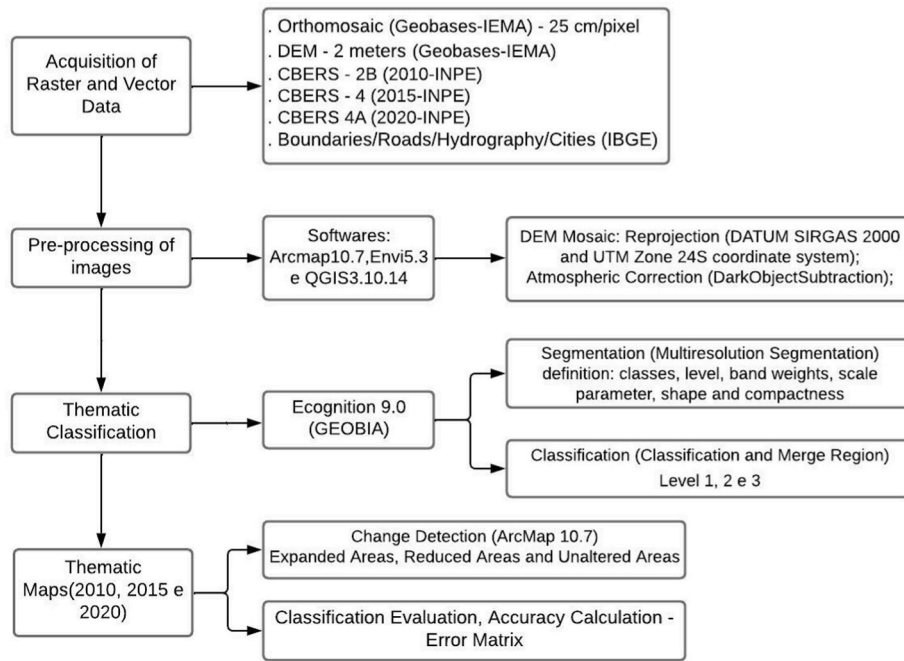 Acquisition of
Raster and Vector
Data
. Orthomosaic (Geobases-IEMA) - 25 cm/pixel
. DEM - 2 meters (Geobases-IEMA)
. CBERS - 2B (2010-INPE)
. CBERS - 4 (2015-INPE)
. CBERS 4A (2020-INPE)
. Boundaries/Roads/Hydrography/Cities (IBGE)
Pre-processing of
images
Softwares:
Arcmap10.7,Envi5.3
e QGIS3.10.14
DEM Mosaic: Reprojection (DATUM SIRGAS 2000
and UTM Zone 24S coordinate system);
Atmospheric Correction (DarkObjectSubtraction);
Thematic
Classification
Ecognition 9.0
(GEOBIA)
Segmentation (Multiresolution Segmentation)
definition: classes, level, band weights, scale
parameter, shape and compactness
Classification (Classification and Merge Region)
Level 1, 2 e 3
Thematic
Maps(2010, 2015 e
2020)
Change Detection (ArcMap 10.7)
Expanded Areas, Reduced Areas and Unaltered Areas
Classification Evaluation, Accuracy Calculation -
Error Matrix